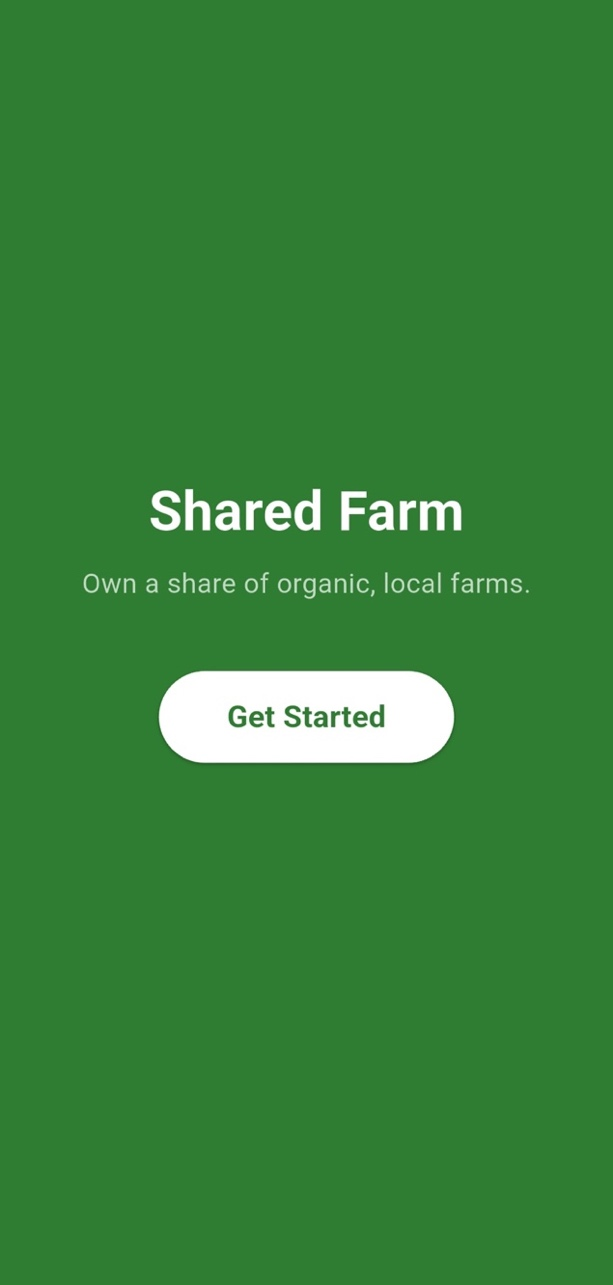 Shared Farm
Own a share of organic, local farms.
Get Started